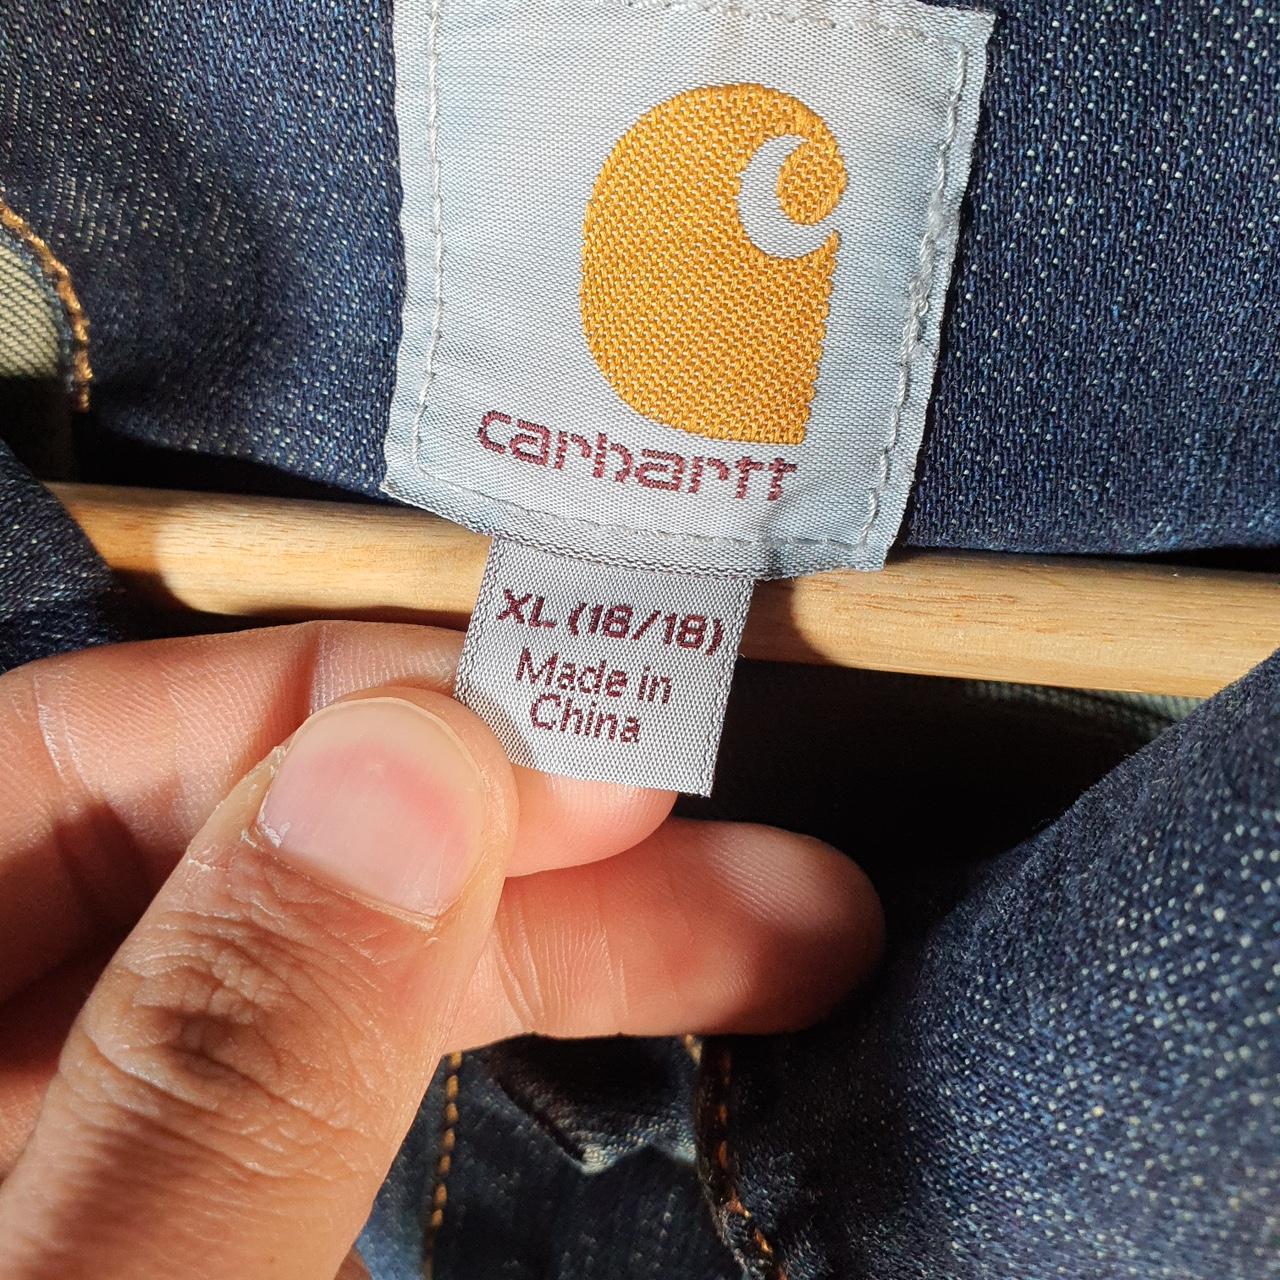 carhartt
XL (16/18)
Made in
China